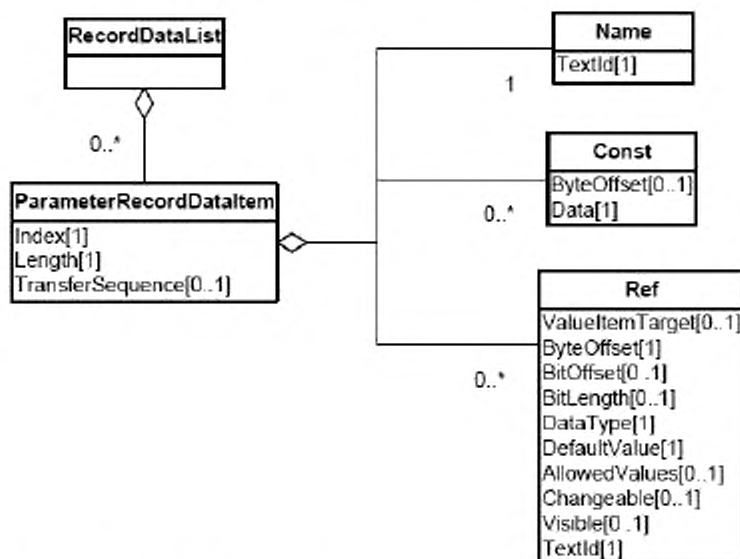 RecordDataList
0..*
ParameterRecordDataItem
Index[1]
Length[1]
TransferSequence[0..1]
Name
TextId[1]
1
Const
ByteOffset[0..1]
Data[1]
0..*
Ref
ValueItemTarget[0..1]
ByteOffset[1]
BitOffset[0..1]
BitLength[0..1]
DataType[1]
DefaultValue[1]
AllowedValues[0..1]
Changeable[0..1]
Visible[0..1]
TextId[1]
0..*